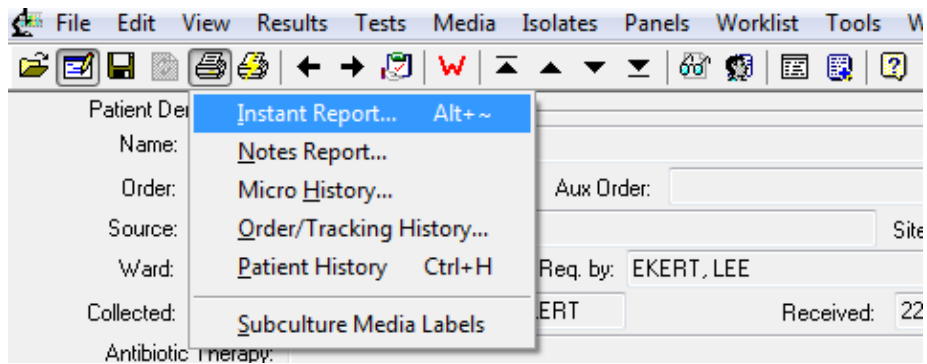 File Edit View Results Tests Media Isolates Panels Worklist Tools
Patient
Instant Report... Alt+~
Name:
Notes Report...
Order:
Micro History...
Aux Order:
Source:
Order/Tracking History...
Site
Ward:
Patient History Ctrl+H
Req. by: EKERT, LEE
Collected:
Received: 22
Subculture Media Labels
Antibiotic Therapy: